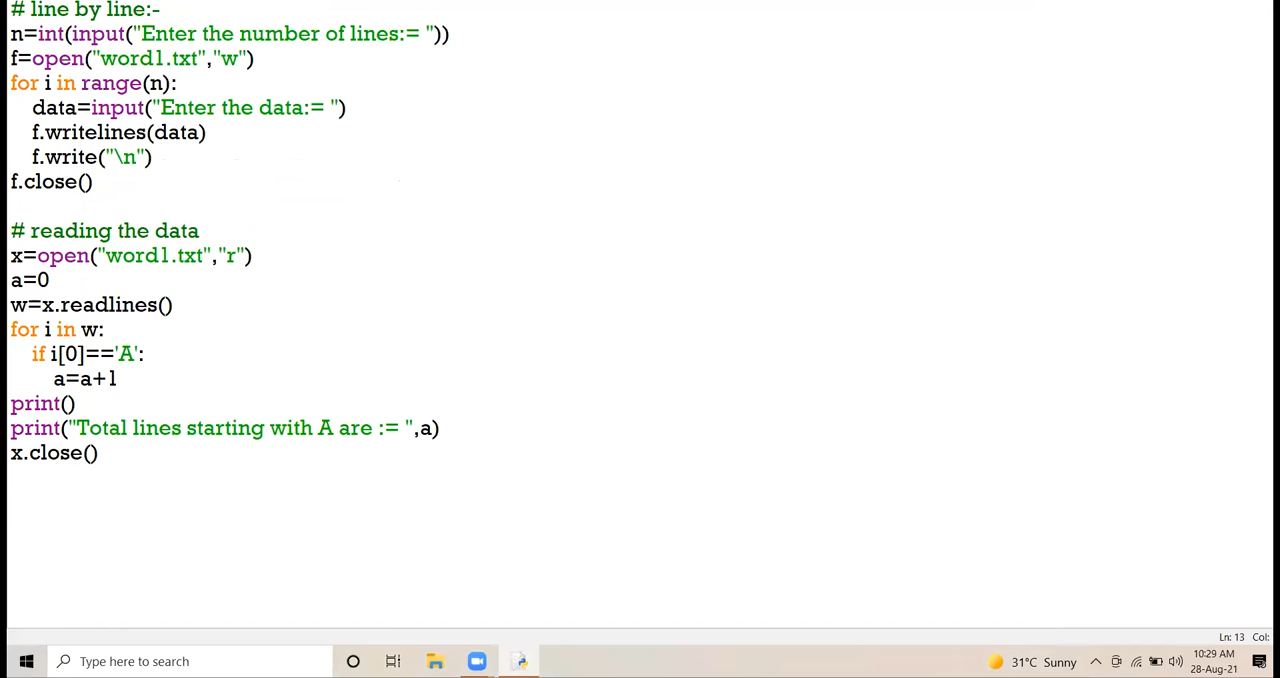 # line by line:-
n=int(input("Enter the number of lines:= "))
f=open("word1.txt","w")
for i in range(n):
    data=input("Enter the data:= ")
    f.writelines(data)
    f.write("\n")
f.close()

# reading the data
x=open("word1.txt","r")
a=0
w=x.readlines()
for i in w:
    if i[0]=='A':
        a=a+1
print()
print("Total lines starting with A are := ",a)
x.close()
Ln: 13 Col:
Type here to search
31°C Sunny
10:29 AM
28-Aug-21